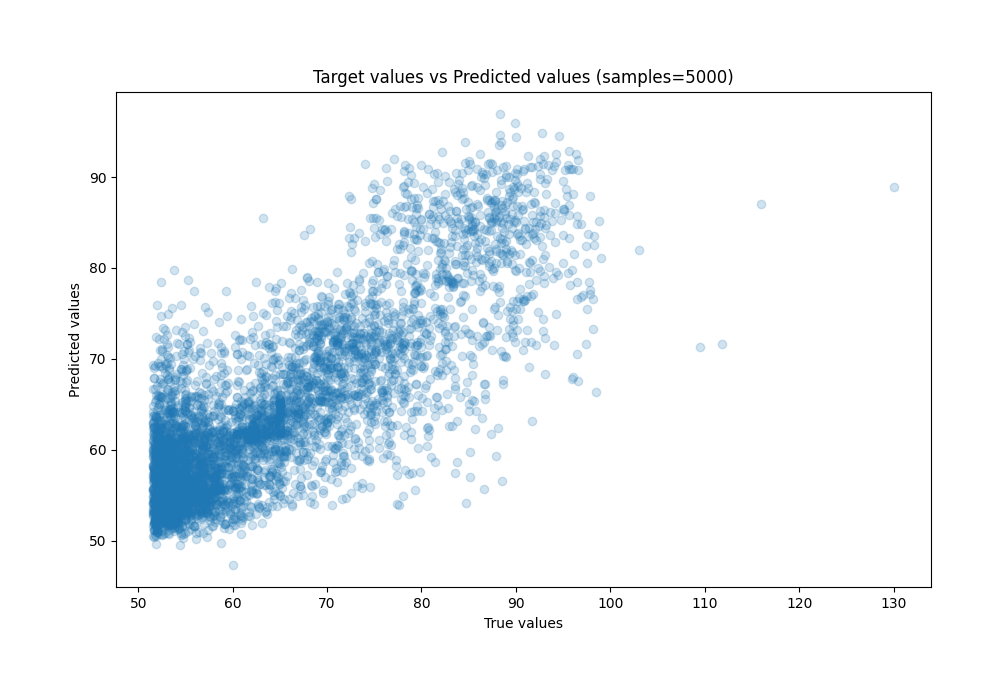 Target values vs Predicted values (samples=5000)
Predicted values
90
80
70
60
50
50 60 70 80 90 100 110 120 130
True values